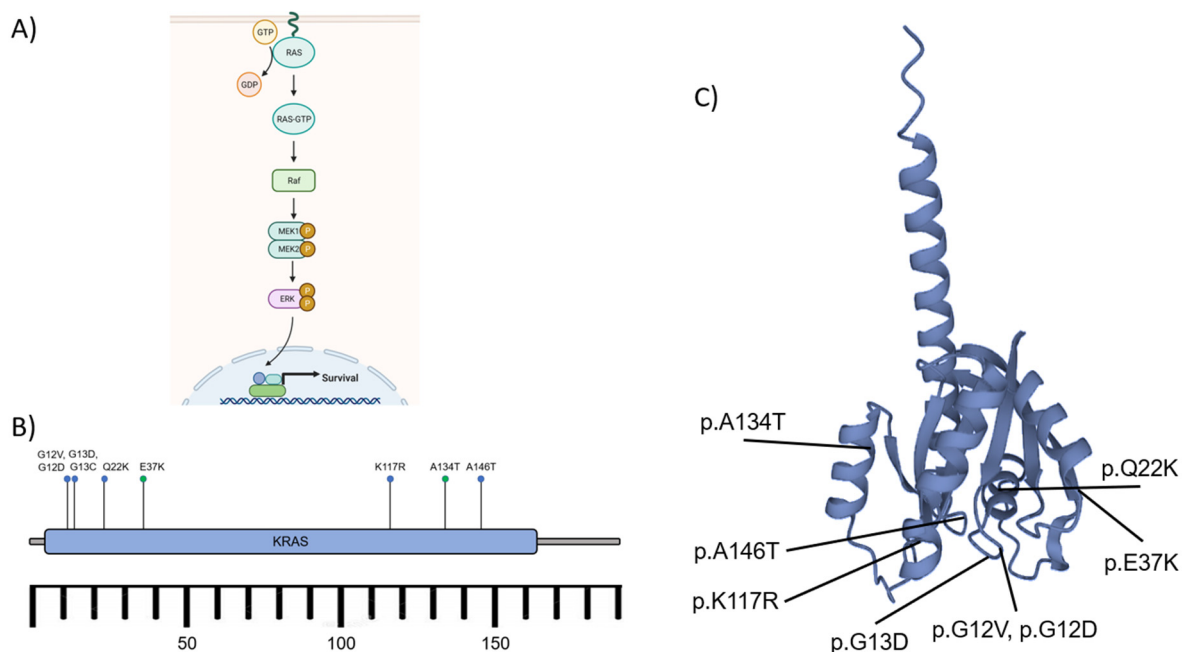 A)
GTP
RAS
GDP
RAS-GTP
Raf
MEK1 P
MEK2 P
P
ERK
P
Survival
B)
G12V, G13D,
G12D G13C Q22K E37K K117R A134T A146T
KRAS
50 100 150
C)
p.A134T
p.Q22K
p.A146T
p.E37K
p.K117R
p.G13D
p.G12V, p.G12D